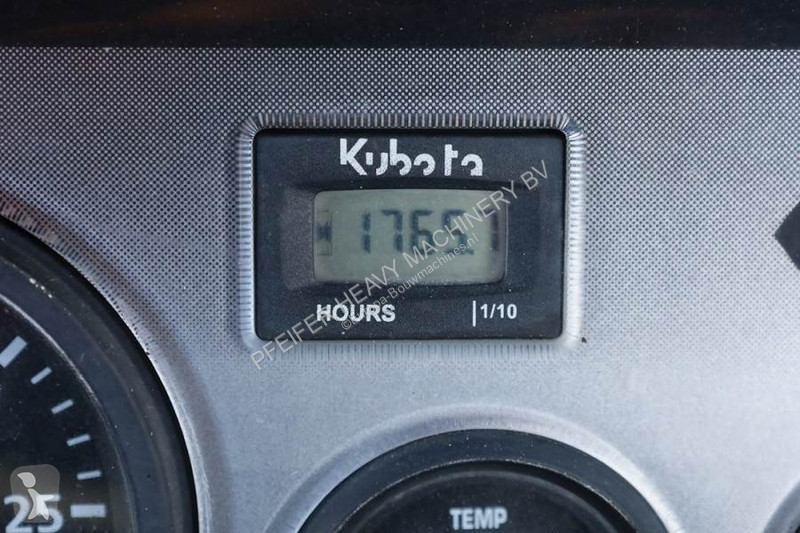 Kubota
1765.1
HOURS 1/10
PFEIFER HEAVY MACHINERY BV
TEMP
25